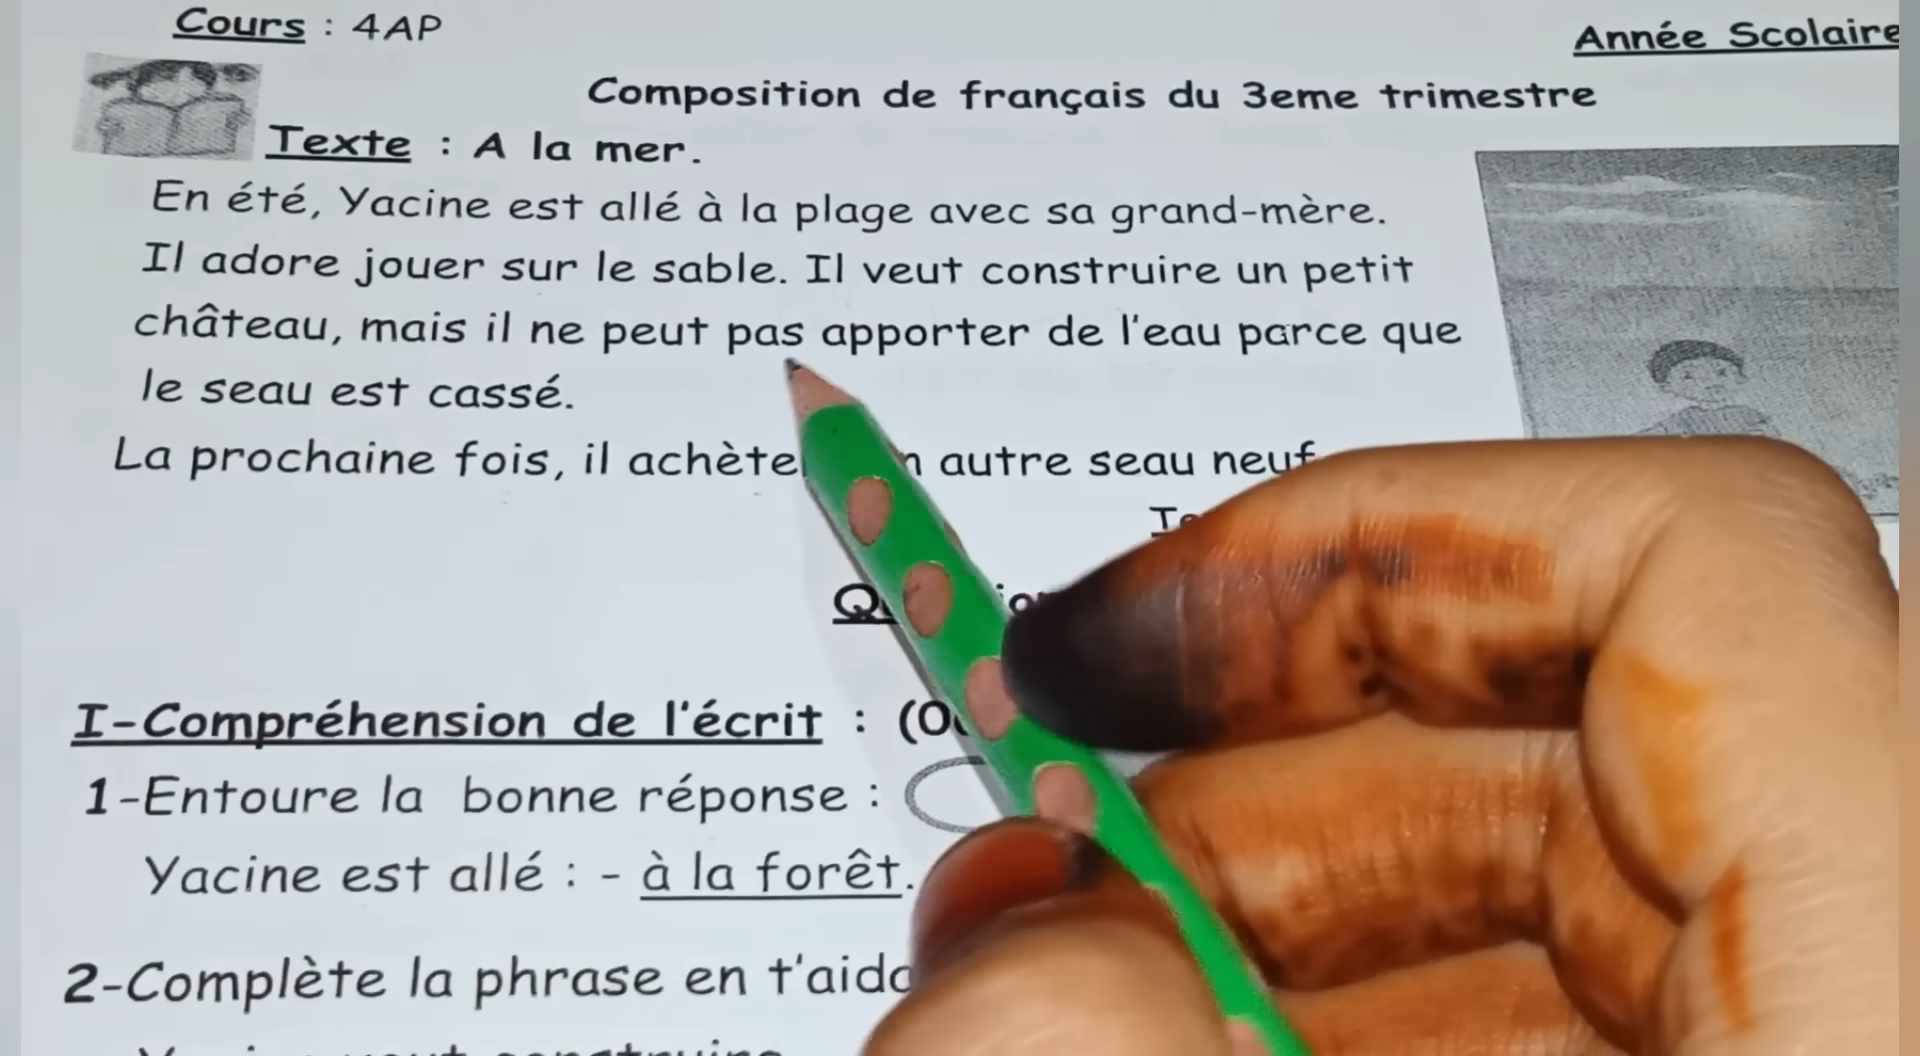 Cours : 4AP
Année Scolaire
Composition de français du 3eme trimestre
Texte : A la mer.
En été, Yacine est allé à la plage avec sa grand-mère.
Il adore jouer sur le sable. Il veut construire un petit
château, mais il ne peut pas apporter de l'eau parce que
le seau est cassé.
La prochaine fois, il autre seau neuf
I-Compréhension de l'écrit :
1-Entoure la bonne réponse :
Yacine est allé : - à la forêt.
2-Complète la phrase en